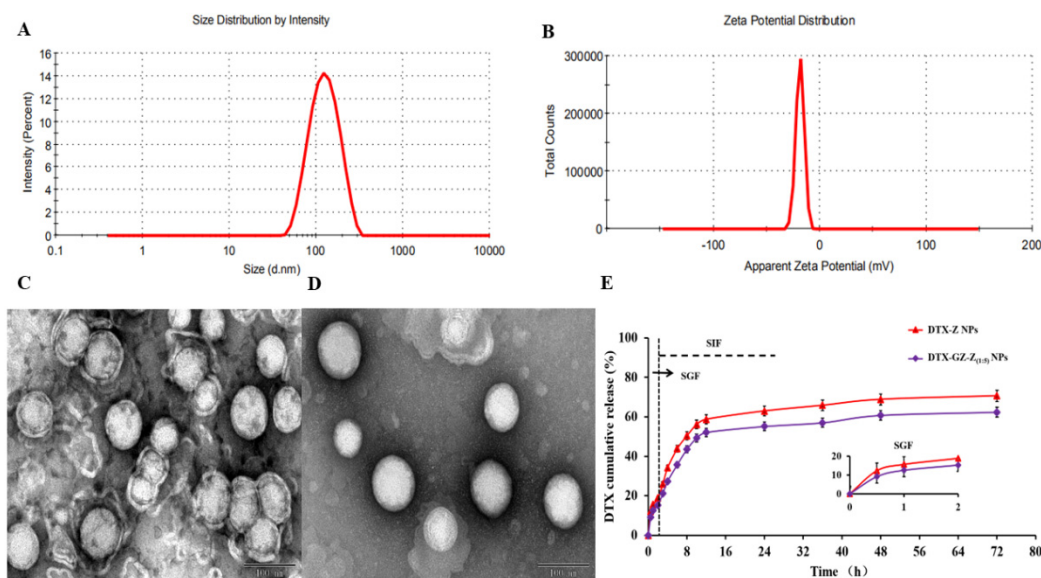 A
Size Distribution by Intensity
16
14
12
10
8
6
4
2
0
Intensity (Percent)
0.1 1 10 100 1000 10000
Size (d.nm)
B
Zeta Potential Distribution
300000
200000
100000
0
Total Counts
-100 0 100 200
Apparent Zeta Potential (mV)
C
100 nm
D
100 nm
E
100
80
60
40
20
0
DTX cumulative release (%)
SIF
SGF
DTX-Z NPs
DTX-GZ-Z(1:5) NPs
SGF
20
10
0
0 1 2
0 8 16 24 32 40 48 56 64 72 80
Time (h)